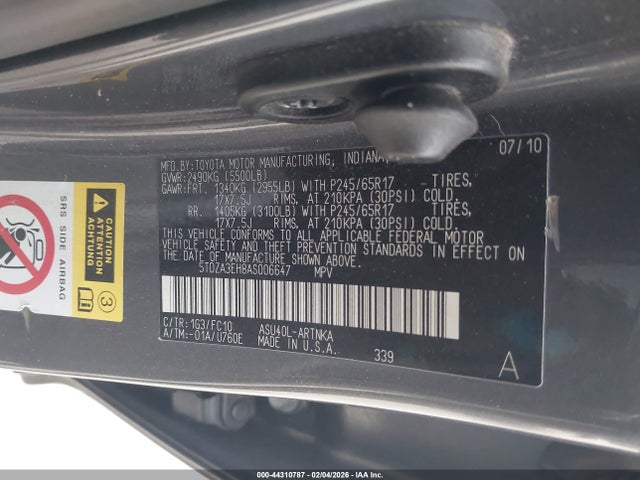 MFD.BY:TOYOTA MOTOR MANUFACTURING, INDIANA, 07/10
GVWR:2490KG (5500LB)
GAWR:FRT. 1340KG (2955LB) WITH P245/65R17 TIRES,
17X7.5J RIMS, AT 210KPA (30PSI) COLD.
RR. 1405KG (3100LB) WITH P245/65R17 TIRES,
17X7.5J RIMS, AT 210KPA (30PSI) COLD.
THIS VEHICLE CONFORMS TO ALL APPLICABLE FEDERAL MOTOR
VEHICLE SAFETY AND THEFT PREVENTION STANDARDS IN EFFECT ON
THE DATE OF MANUFACTURE SHOWN ABOVE.
5TDZA3EH8AS006647 MPV
C/TR:1G3/FC10 ASU40L-ARTNKA
A/TM:-01A/U760E MADE IN U.S.A.
339
A
CAUTION
ATTENTION
ACHTUNG
SRS SIDE AIRBAG
3
000-44310787 - 02/04/2026 - Copyright IAA, Inc.